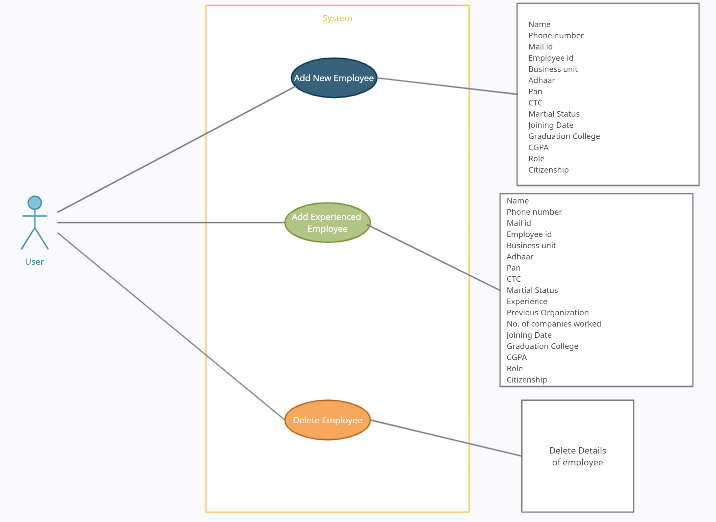 System
Add New Employee
Name
Phone number
Mail id
Employee id
Business unit
Adhaar
Pan
CTC
Martial Status
Joining Date
Graduation College
CGPA
Role
Citizenship
User
Add Experienced
Employee
Name
Phone number
Mail id
Employee id
Business unit
Adhaar
Pan
CTC
Martial Status
Experience
Previous Organization
No. of companies worked
Joining Date
Graduation College
CGPA
Role
Citizenship
Delete Employee
Delete Details
of employee